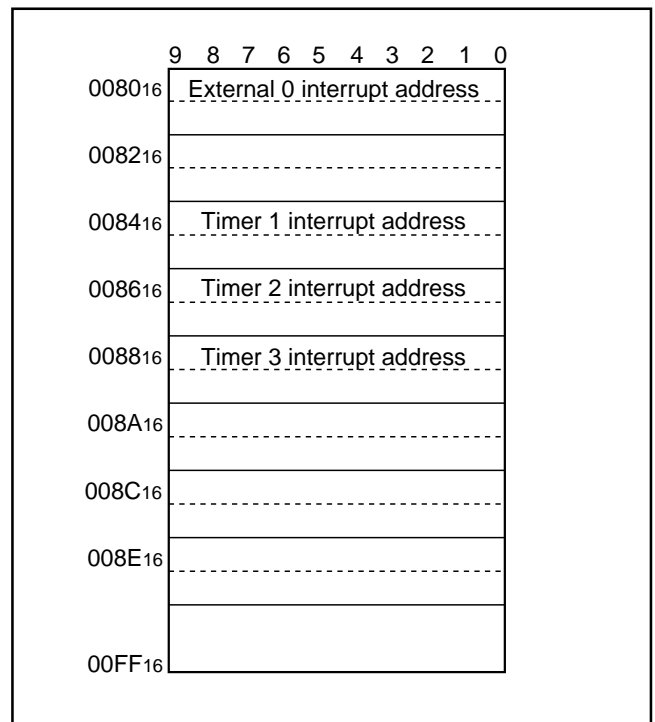 9 8 7 6 5 4 3 2 1 0
008016 External 0 interrupt address
008216
008416 Timer 1 interrupt address
008616 Timer 2 interrupt address
008816 Timer 3 interrupt address
008A16
008C16
008E16
00FF16